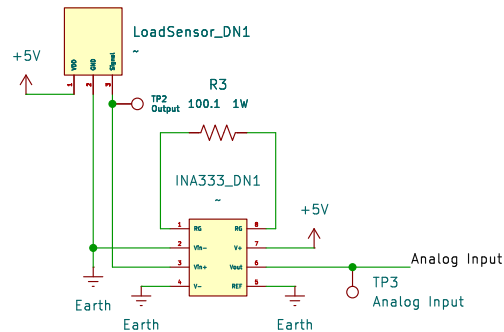 LoadSensor_DN1
~
+5V
VDD
GND
Signal
1
2
3
TP2
Output
R3
100.1 1W
INA333_DN1
~
+5V
1 RG RG 8
2 Vin- V+ 7
3 Vin+ Vout 6
4 V- REF 5
Analog Input
TP3
Analog Input
Earth
Earth
Earth